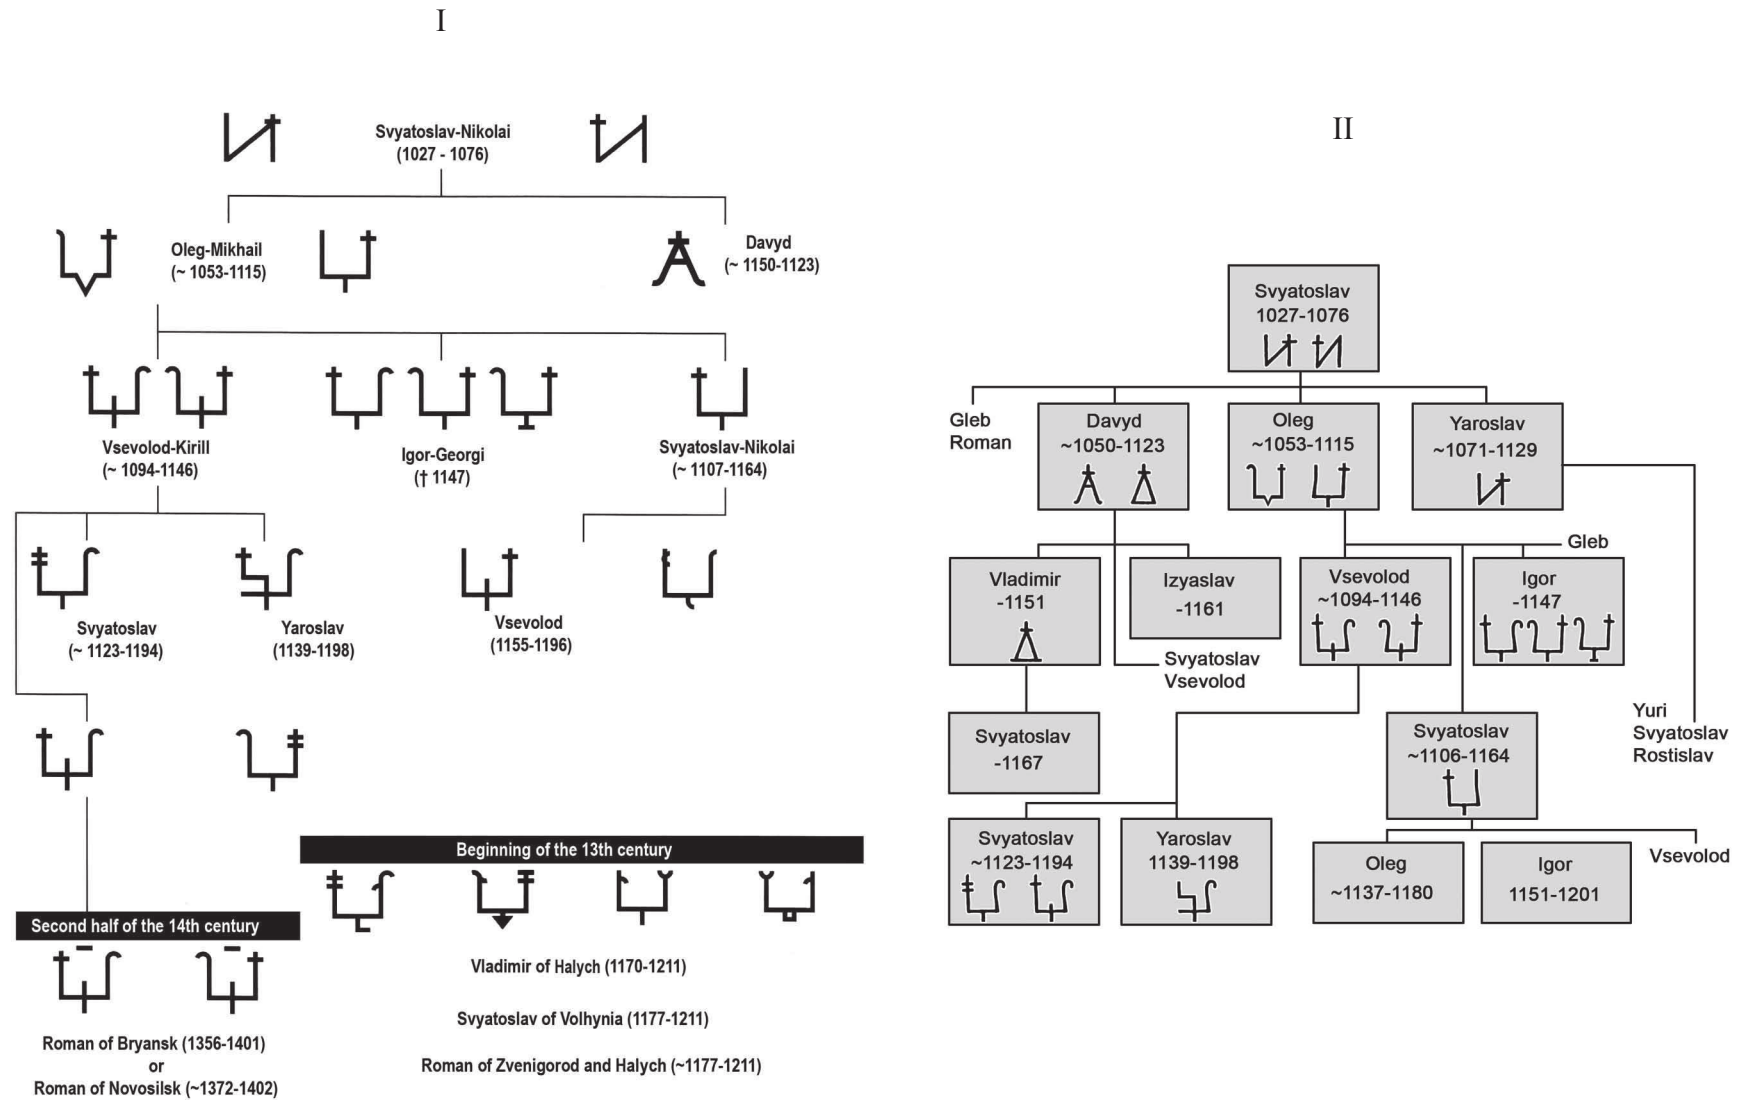 I
Svyatoslav-Nikolai
(1027 - 1076)
Oleg-Mikhail
(~ 1053-1115)
Davyd
(~ 1150-1123)
Vsevolod-Kirill
(~ 1094-1146)
Igor-Georgi
(† 1147)
Svyatoslav-Nikolai
(~ 1107-1164)
Svyatoslav
(~ 1123-1194)
Yaroslav
(1139-1198)
Vsevolod
(1155-1196)
Beginning of the 13th century
Second half of the 14th century
Vladimir of Halych (1170-1211)
Svyatoslav of Volhynia (1177-1211)
Roman of Zvenigorod and Halych (~1177-1211)
Roman of Bryansk (1356-1401)
or
Roman of Novosilsk (~1372-1402)
II
Svyatoslav
1027-1076
Gleb
Roman
Davyd
~1050-1123
Oleg
~1053-1115
Yaroslav
~1071-1129
Gleb
Vladimir
-1151
Izyaslav
-1161
Vsevolod
~1094-1146
Igor
-1147
Svyatoslav
Vsevolod
Yuri
Svyatoslav
Rostislav
Svyatoslav
-1167
Svyatoslav
~1106-1164
Svyatoslav
~1123-1194
Yaroslav
1139-1198
Oleg
~1137-1180
Igor
1151-1201
Vsevolod